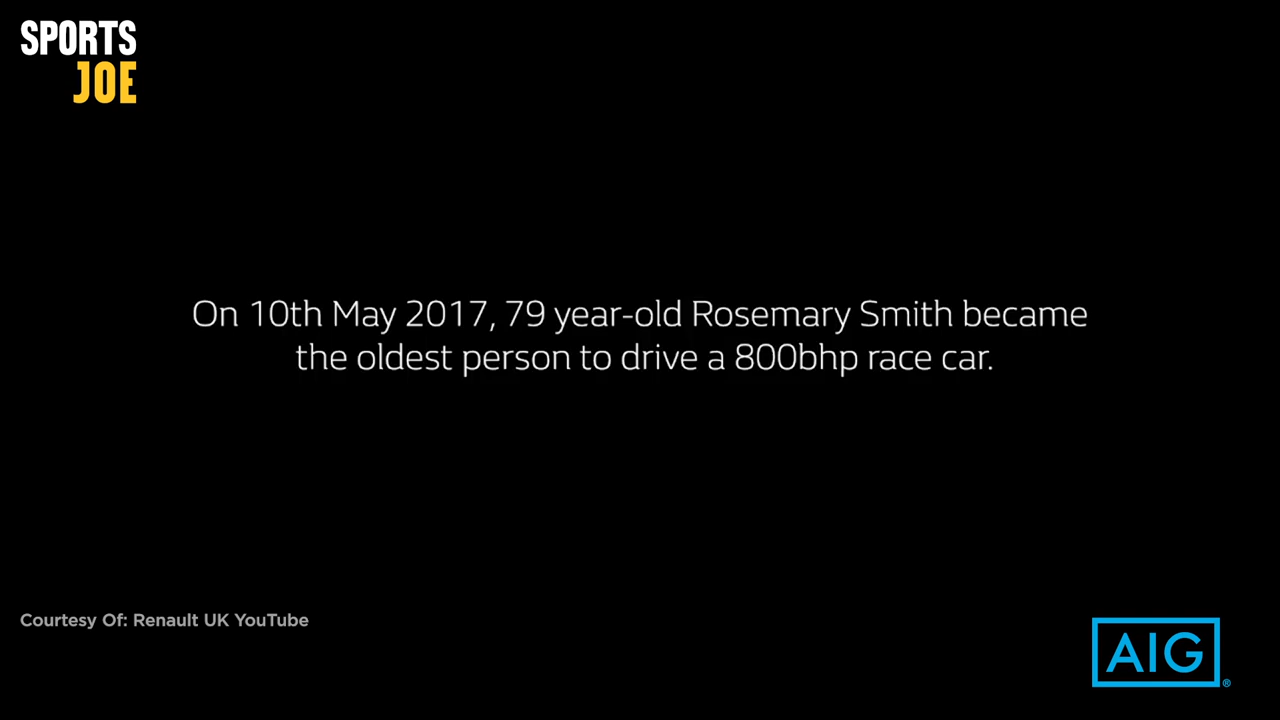 SPORTS
JOE
On 10th May 2017, 79 year-old Rosemary Smith became
the oldest person to drive a 800bhp race car.
Courtesy Of: Renault UK YouTube
AIG®